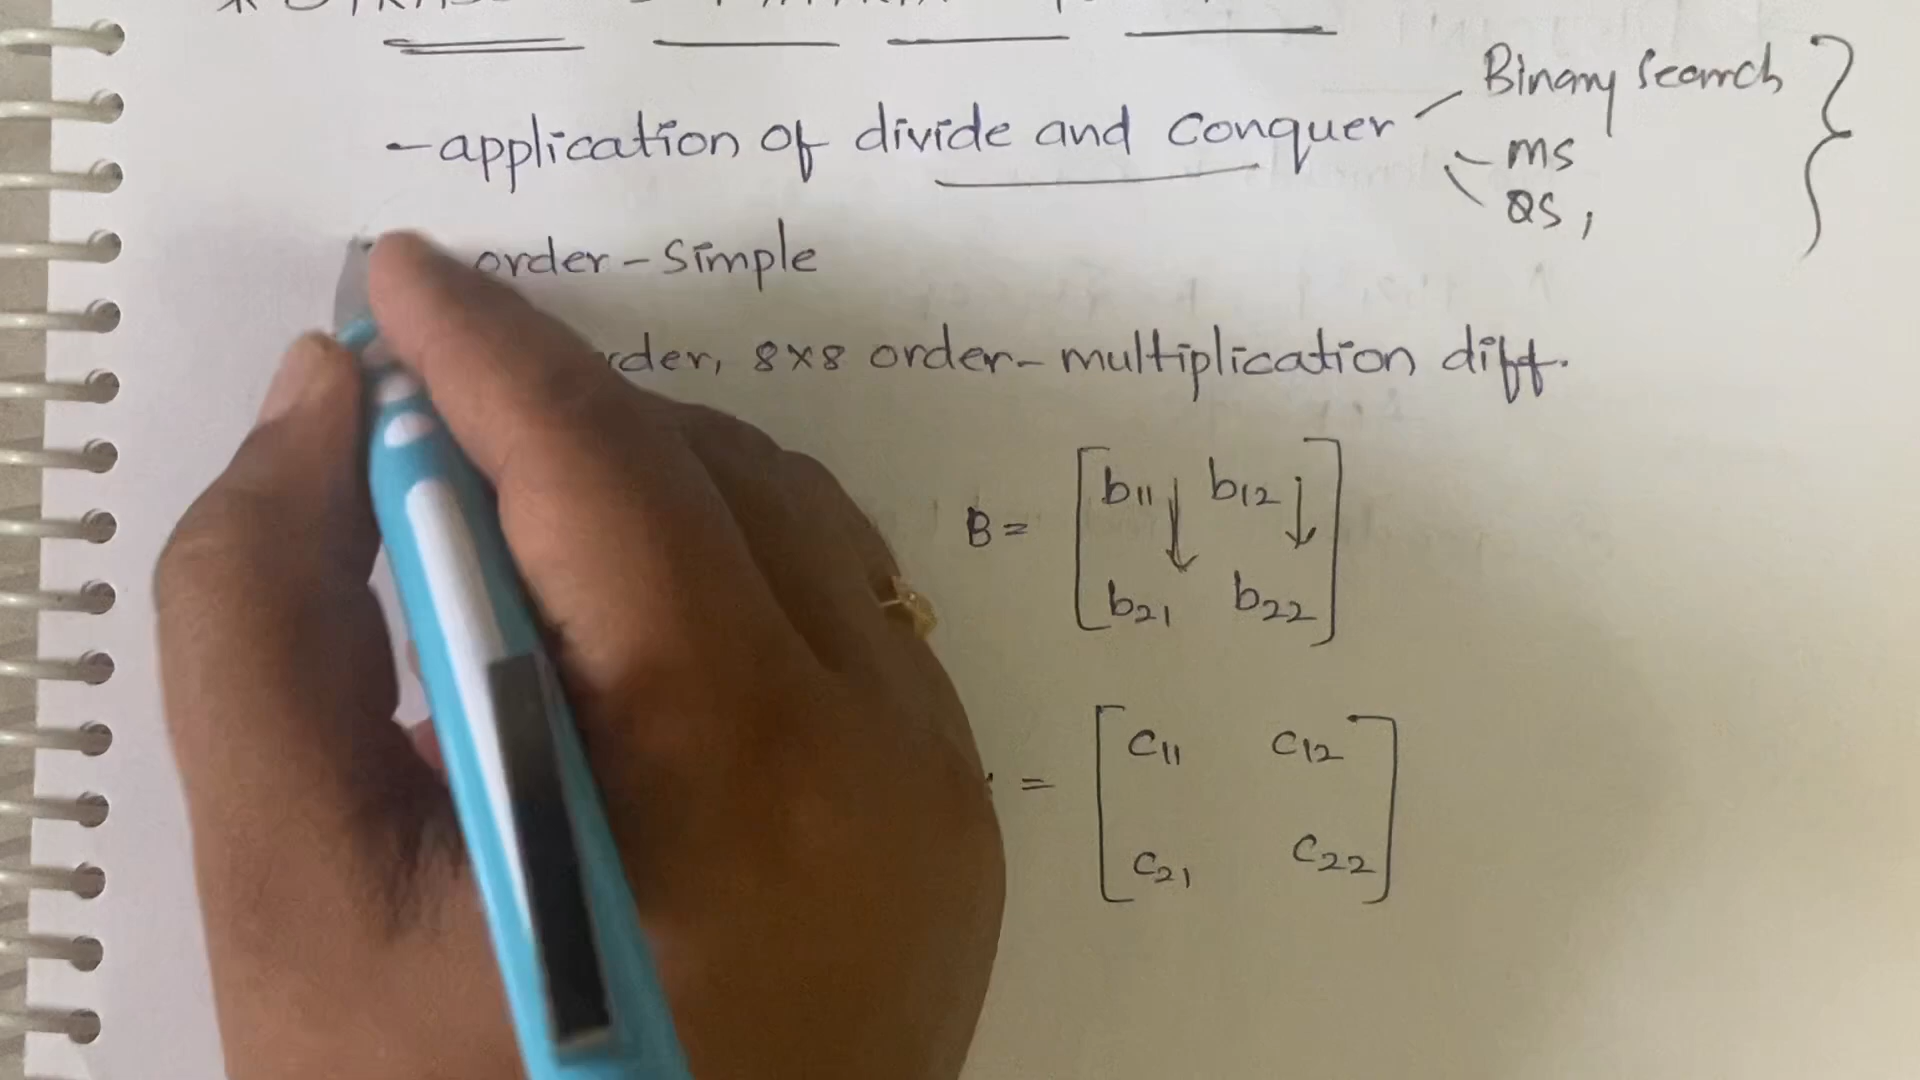 -application of divide and conquer
Binary Search
ms
QS,
order-Simple
order, 8x8 order-multiplication diff.
B = [b11 b12
b21 b22]
= [C11 C12
C21 C22]